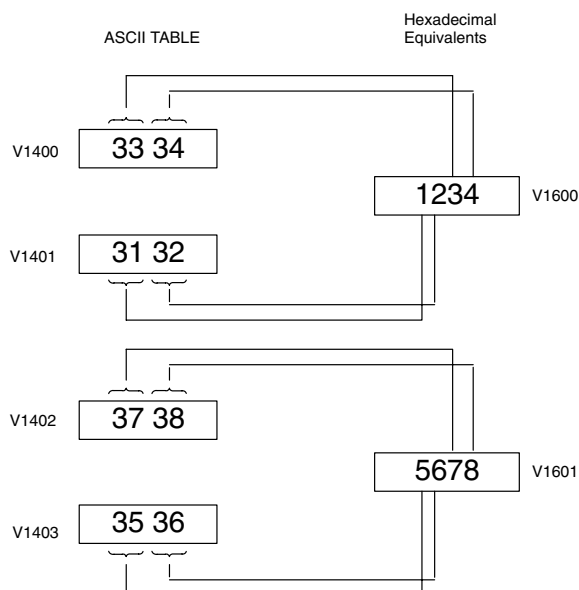 ASCII TABLE
Hexadecimal
Equivalents
V1400
33 34
1234
V1600
V1401
31 32
V1402
37 38
5678
V1601
V1403
35 36